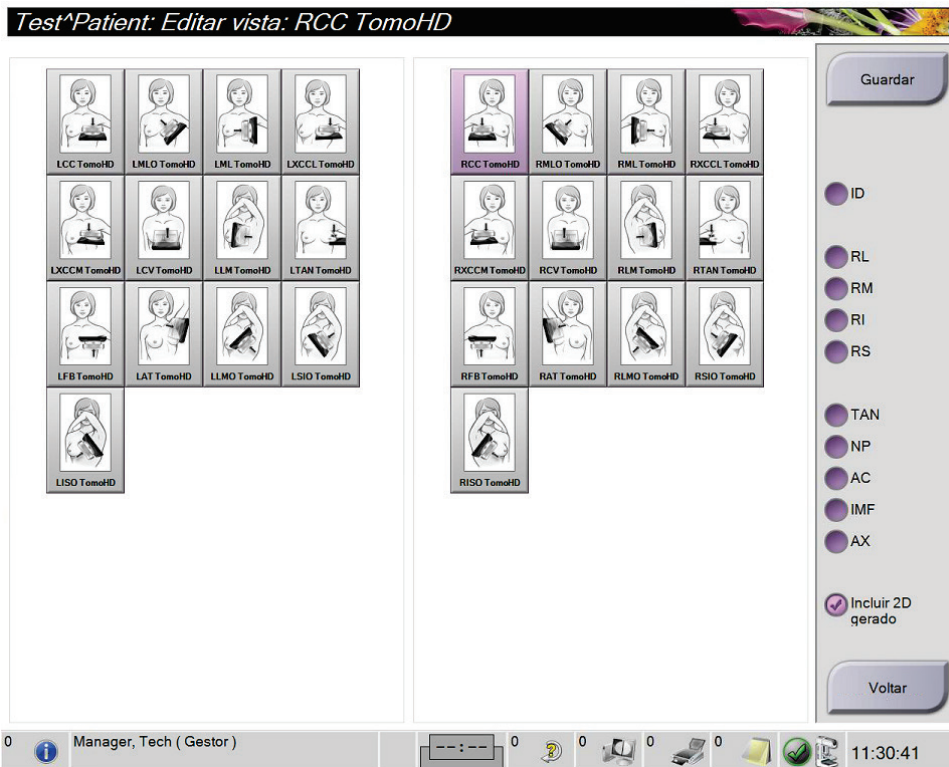 Test^Patient: Editar vista: RCC TomoHD
LCC TomoHD
LMLO TomoHD
LML TomoHD
LXCCL TomoHD
LXCCM TomoHD
LCV TomoHD
LLM TomoHD
LTAN TomoHD
LFB TomoHD
LAT TomoHD
LLMO TomoHD
LSIO TomoHD
LISO TomoHD
RCC TomoHD
RMLO TomoHD
RML TomoHD
RXCCL TomoHD
RXCCM TomoHD
RCV TomoHD
RLM TomoHD
RTAN TomoHD
RFB TomoHD
RAT TomoHD
RLMO TomoHD
RSIO TomoHD
RISO TomoHD
Guardar
ID
RL
RM
RI
RS
TAN
NP
AC
IMF
AX
Incluir 2D
gerado
Voltar
0
Manager, Tech ( Gestor )
--:--
0
0
0
0
11:30:41